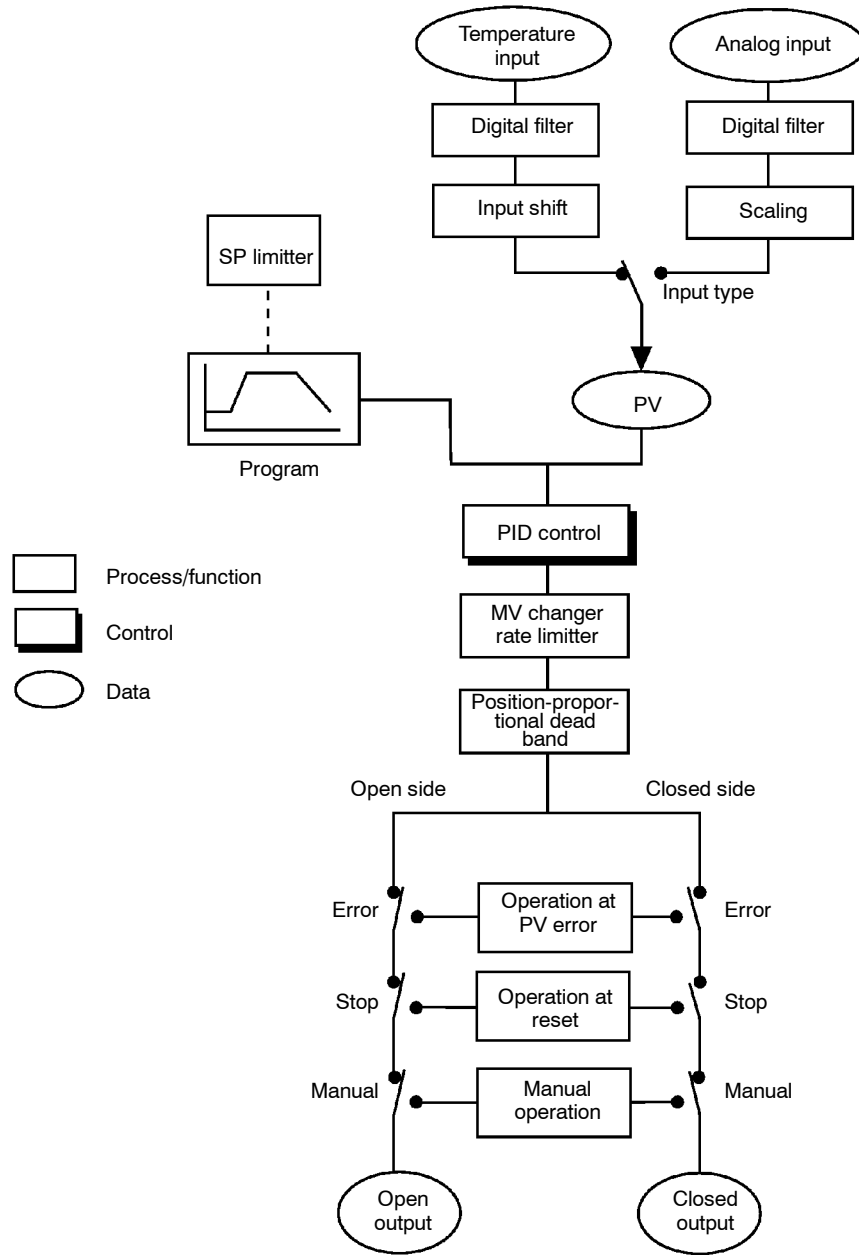 Temperature
input
Analog input
Digital filter
Digital filter
Input shift
Scaling
SP limitter
Input type
PV
Program
PID control
Process/function
MV changer
rate limitter
Control
Data
Position-propor-
tional dead
band
Open side
Closed side
Error
Operation at
PV error
Error
Stop
Operation at
reset
Stop
Manual
Manual
operation
Manual
Open
output
Closed
output